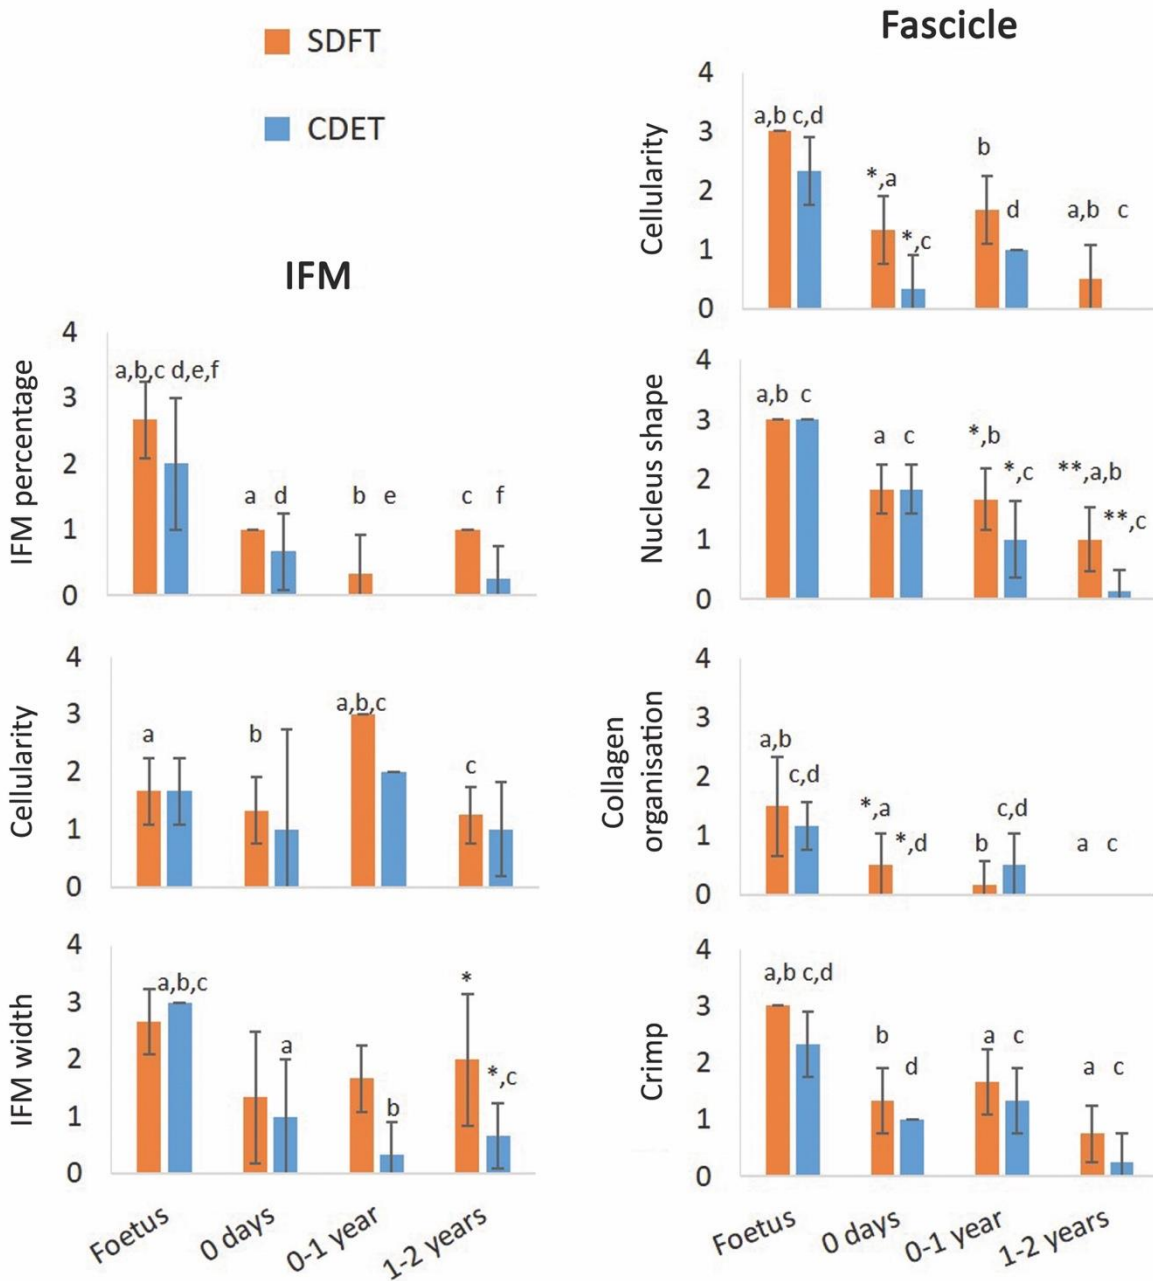 SDFT
CDET
IFM
IFM percentage
4
3
2
1
0
a,b,c d,e,f
a d
b e
c f
Cellularity
4
3
2
1
0
a
b
a,b,c
c
IFM width
4
3
2
1
0
a,b,c
a
b
*
*,c
Foetus
0 days
0-1 year
1-2 years
Fascicle
Cellularity
4
3
2
1
0
a,b c,d
*,a
*,c
b
d
a,b c
Nucleus shape
4
3
2
1
0
a,b c
a c
*,b
*,c
**,a,b
**,c
Collagen
organisation
4
3
2
1
0
a,b
c,d
*,a
*,d
b
c,d
a c
Crimp
4
3
2
1
0
a,b c,d
b
d
a c
a c
Foetus
0 days
0-1 year
1-2 years